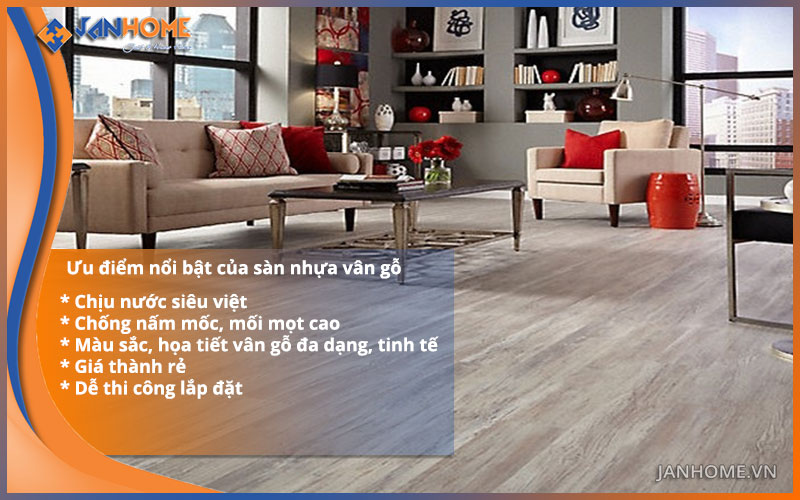 JANHOME
Ưu điểm nổi bật của sàn nhựa vân gỗ
* Chịu nước siêu việt
* Chống nấm mốc, mối mọt cao
* Màu sắc, họa tiết vân gỗ đa dạng, tinh tế
* Giá thành rẻ
* Dễ thi công lắp đặt
JANHOME.VN